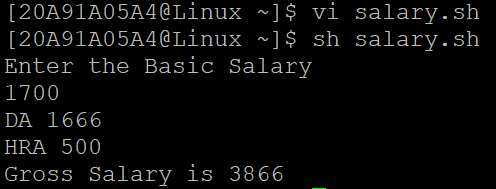 [20A91A05A4@Linux ~]$ vi salary.sh
[20A91A05A4@Linux ~]$ sh salary.sh
Enter the Basic Salary
1700
DA 1666
HRA 500
Gross Salary is 3866